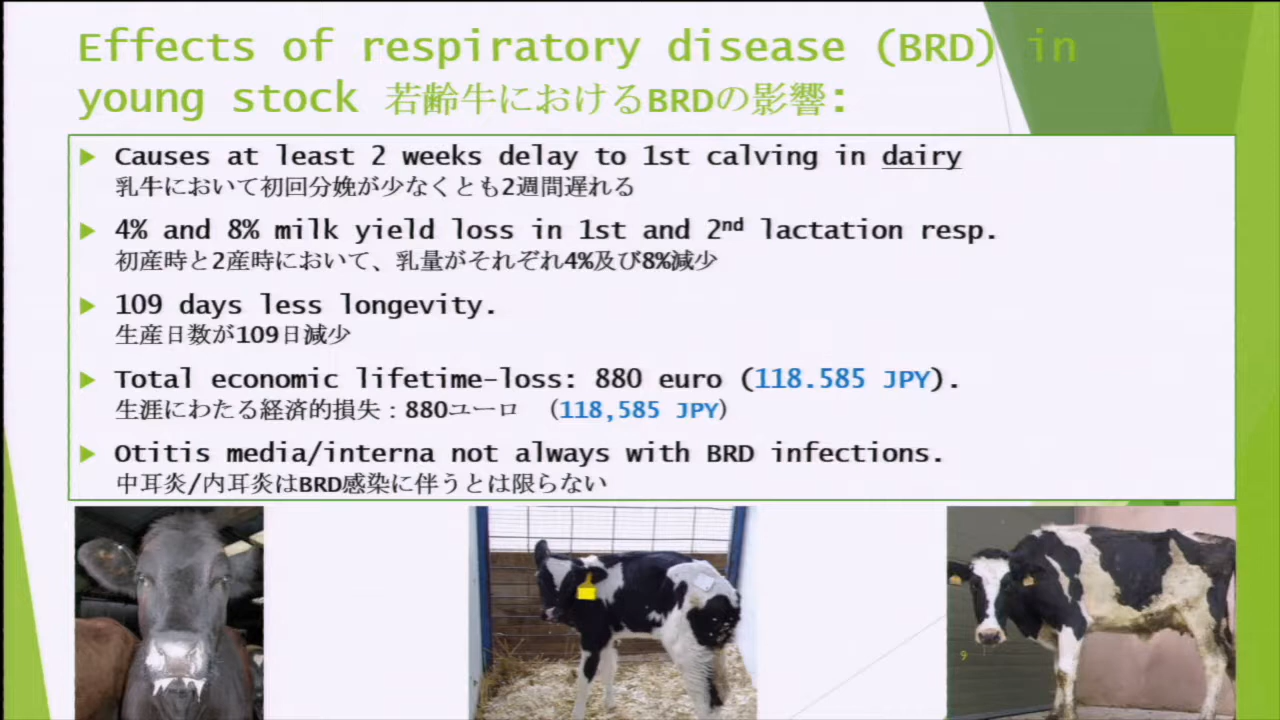 Effects of respiratory disease (BRD) in
young stock 若齢牛におけるBRDの影響:
Causes at least 2 weeks delay to 1st calving in dairy
乳牛において初回分娩が少なくとも2週間遅れる
4% and 8% milk yield loss in 1st and 2nd lactation resp.
初産時と2産時において、乳量がそれぞれ4%及び8%減少
109 days less longevity.
生産日数が109日減少
Total economic lifetime-loss: 880 euro (118.585 JPY).
生涯にわたる経済的損失：880ユーロ （118,585 JPY）
Otitis media/interna not always with BRD infections.
中耳炎/内耳炎はBRD感染に伴うとは限らない
9